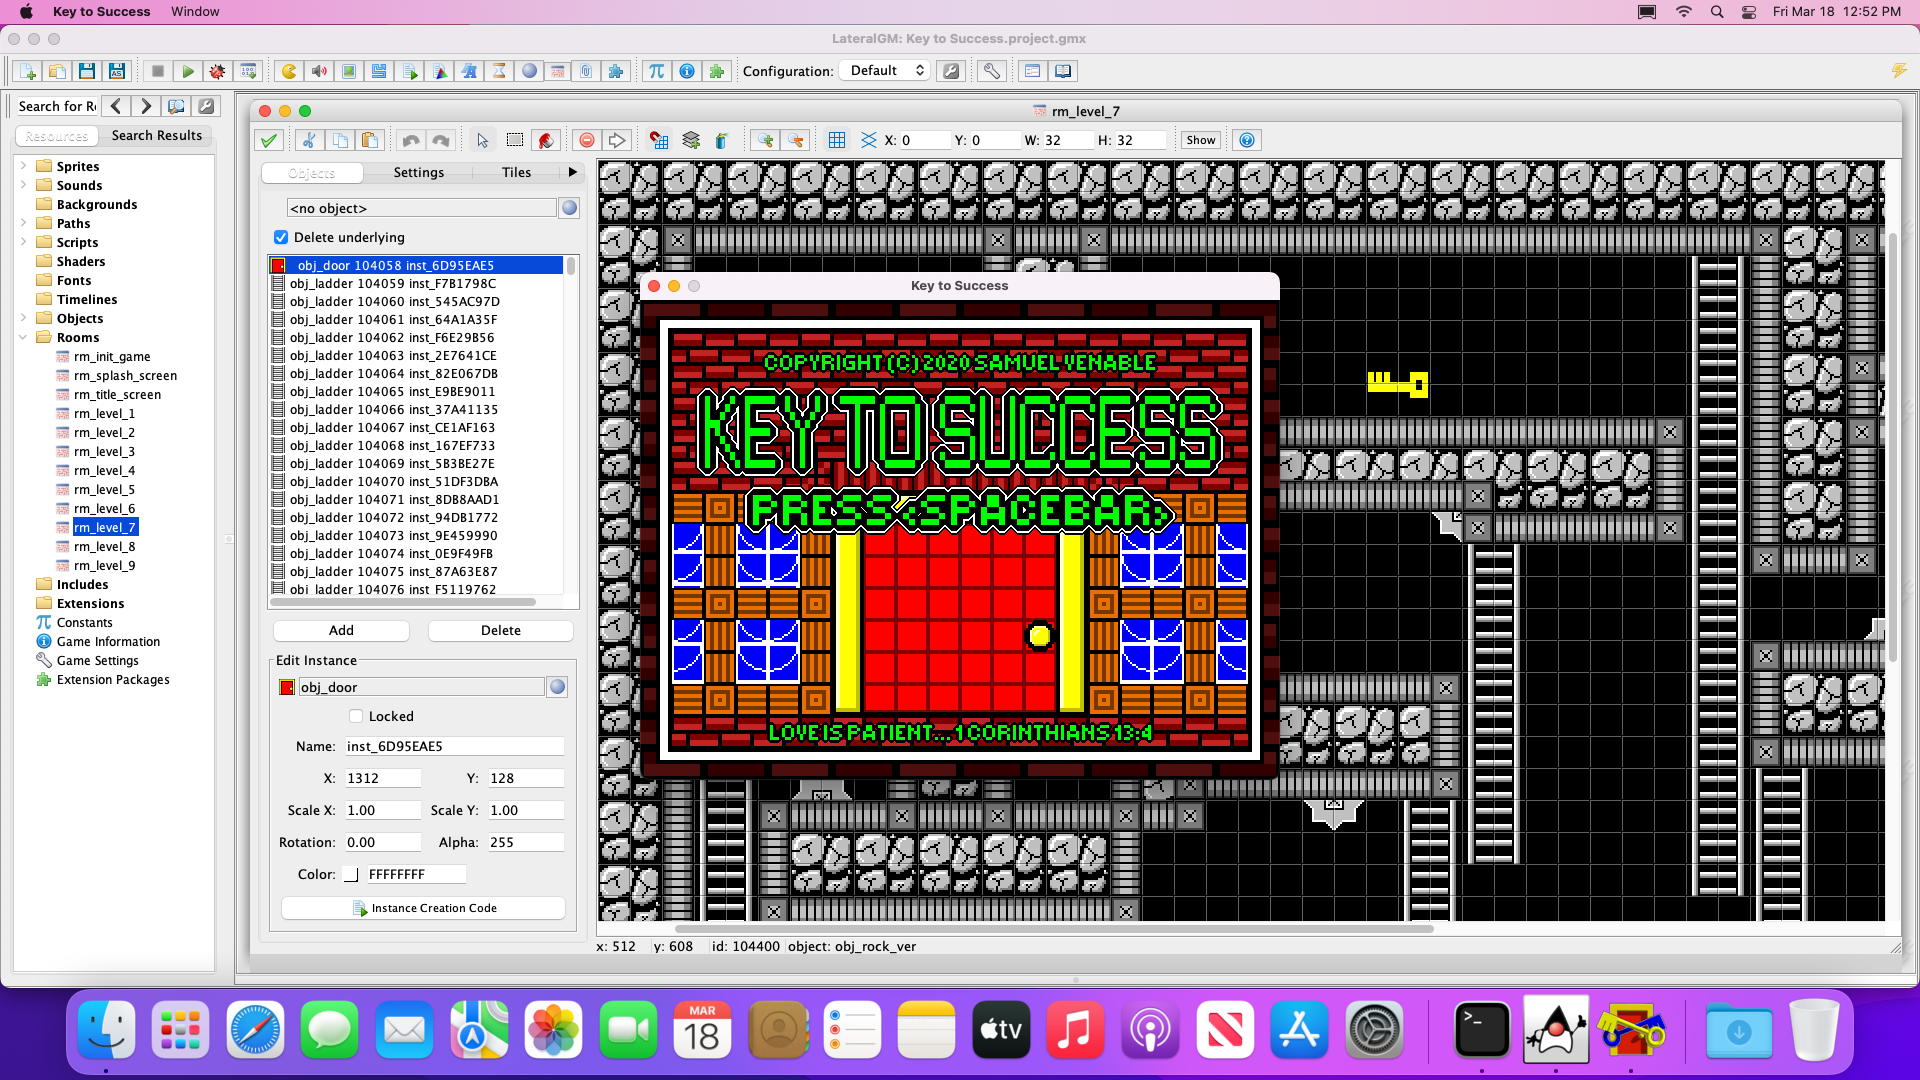 Key to Success Window
Fri Mar 18 12:52 PM
LateralGM: Key to Success.project.gmx
Configuration: Default
Search for R
rm_level_7
X: 0 Y: 0 W: 32 H: 32 Show
Resources Search Results
Sprites
Sounds
Backgrounds
Paths
Scripts
Shaders
Fonts
Timelines
Objects
Rooms
rm_init_game
rm_splash_screen
rm_title_screen
rm_level_1
rm_level_2
rm_level_3
rm_level_4
rm_level_5
rm_level_6
rm_level_7
rm_level_8
rm_level_9
Includes
Extensions
Constants
Game Information
Game Settings
Extension Packages
Objects Settings Tiles
<no object>
Delete underlying
obj_door 104058 inst_6D95EAE5
obj_ladder 104059 inst_F7B1798C
obj_ladder 104060 inst_545AC97D
obj_ladder 104061 inst_64A1A35F
obj_ladder 104062 inst_F6E29B56
obj_ladder 104063 inst_2E7641CE
obj_ladder 104064 inst_82E067DB
obj_ladder 104065 inst_E9BE9011
obj_ladder 104066 inst_37A41135
obj_ladder 104067 inst_CE1AF163
obj_ladder 104068 inst_167EF733
obj_ladder 104069 inst_5B3BE27E
obj_ladder 104070 inst_51DF3DBA
obj_ladder 104071 inst_8DB8AAD1
obj_ladder 104072 inst_94DB1772
obj_ladder 104073 inst_9E459990
obj_ladder 104074 inst_0E9F49FB
obj_ladder 104075 inst_87A63E87
obj_ladder 104076 inst_F5119762
Add Delete
Edit Instance
obj_door
Locked
Name: inst_6D95EAE5
X: 1312 Y: 128
Scale X: 1.00 Scale Y: 1.00
Rotation: 0.00 Alpha: 255
Color: FFFFFFFF
Instance Creation Code
Key to Success
COPYRIGHT (C) 2020 SAMUEL VENABLE
KEY TO SUCCESS
PRESS <SPACEBAR>
LOVE IS PATIENT... 1 CORINTHIANS 13:4
x: 512 y: 608 id: 104400 object: obj_rock_ver
MAR
18
tv